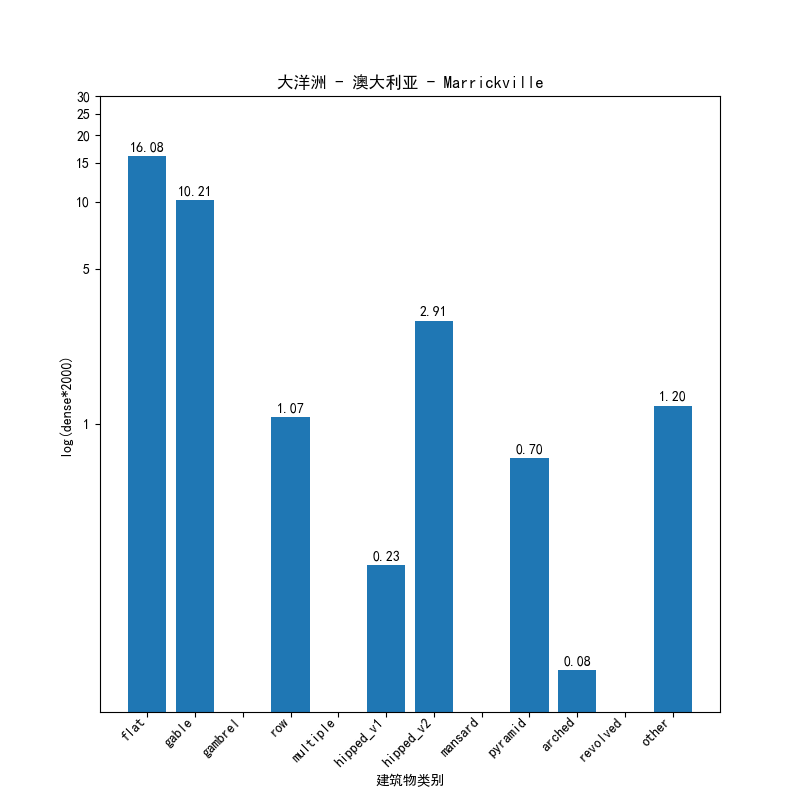 大洋洲 - 澳大利亚 - Marrickville
30
25
20
15
10
5
1
log(dense*2000)
16.08
10.21
1.07
0.23
2.91
0.70
0.08
1.20
flat
gable
gambrel
row
multiple
hipped_v1
hipped_v2
mansard
pyramid
arched
revolved
other
建筑物类别